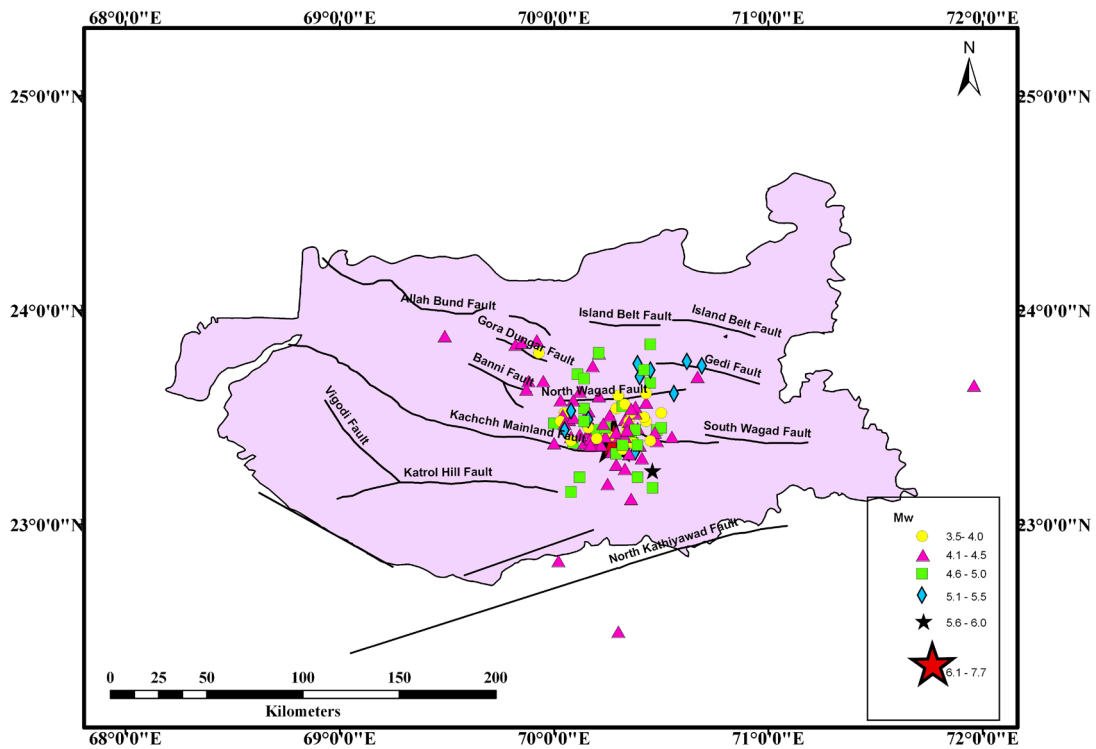 68°0'0"E 69°0'0"E 70°0'0"E 71°0'0"E 72°0'0"E
N
25°0'0"N 25°0'0"N
Allah Bund Fault
Island Belt Fault
Island Belt Fault
24°0'0"N 24°0'0"N
Gora Dungar Fault
Banni Fault
Gedi Fault
North Wagad Fault
Vigodi Fault
Kachchh Mainland Fault
South Wagad Fault
Katrol Hill Fault
23°0'0"N 23°0'0"N
North Kathiyawad Fault
Mw
3.5- 4.0
4.1 - 4.5
4.6 - 5.0
5.1 - 5.5
5.6 - 6.0
6.1 - 7.7
0 25 50 100 150 200
Kilometers
68°0'0"E 69°0'0"E 70°0'0"E 71°0'0"E 72°0'0"E